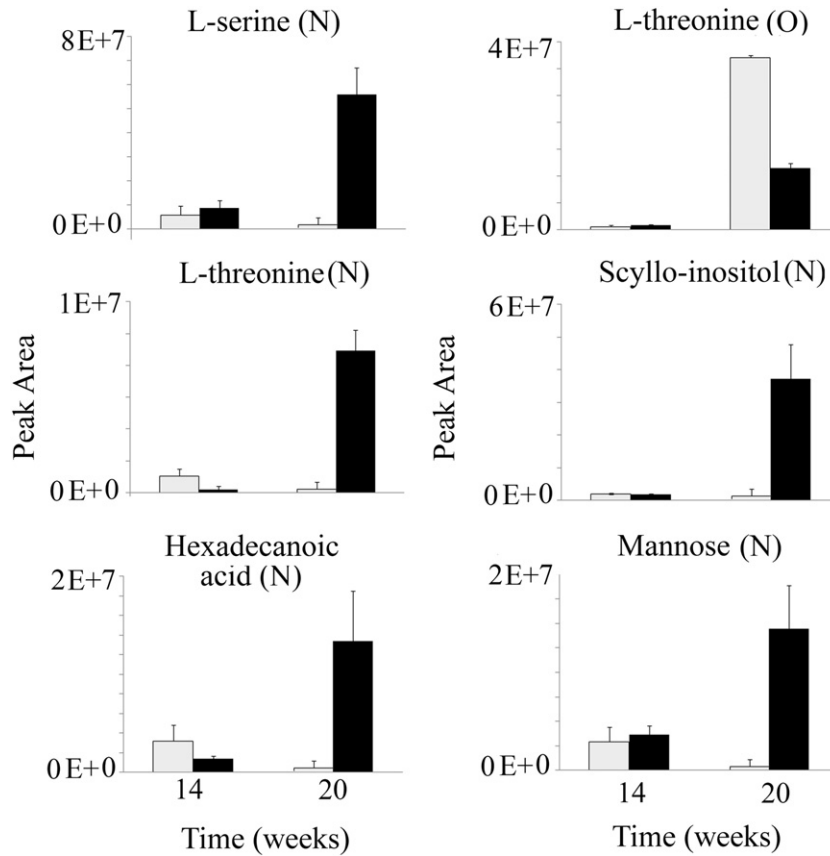 L-serine (N)
8E+7
0E+0
L-threonine (O)
4E+7
0E+0
L-threonine (N)
1E+7
0E+0
Scyllo-inositol (N)
6E+7
0E+0
Peak Area
Peak Area
Hexadecanoic
acid (N)
2E+7
0E+0
14
20
Time (weeks)
Mannose (N)
2E+7
0E+0
14
20
Time (weeks)